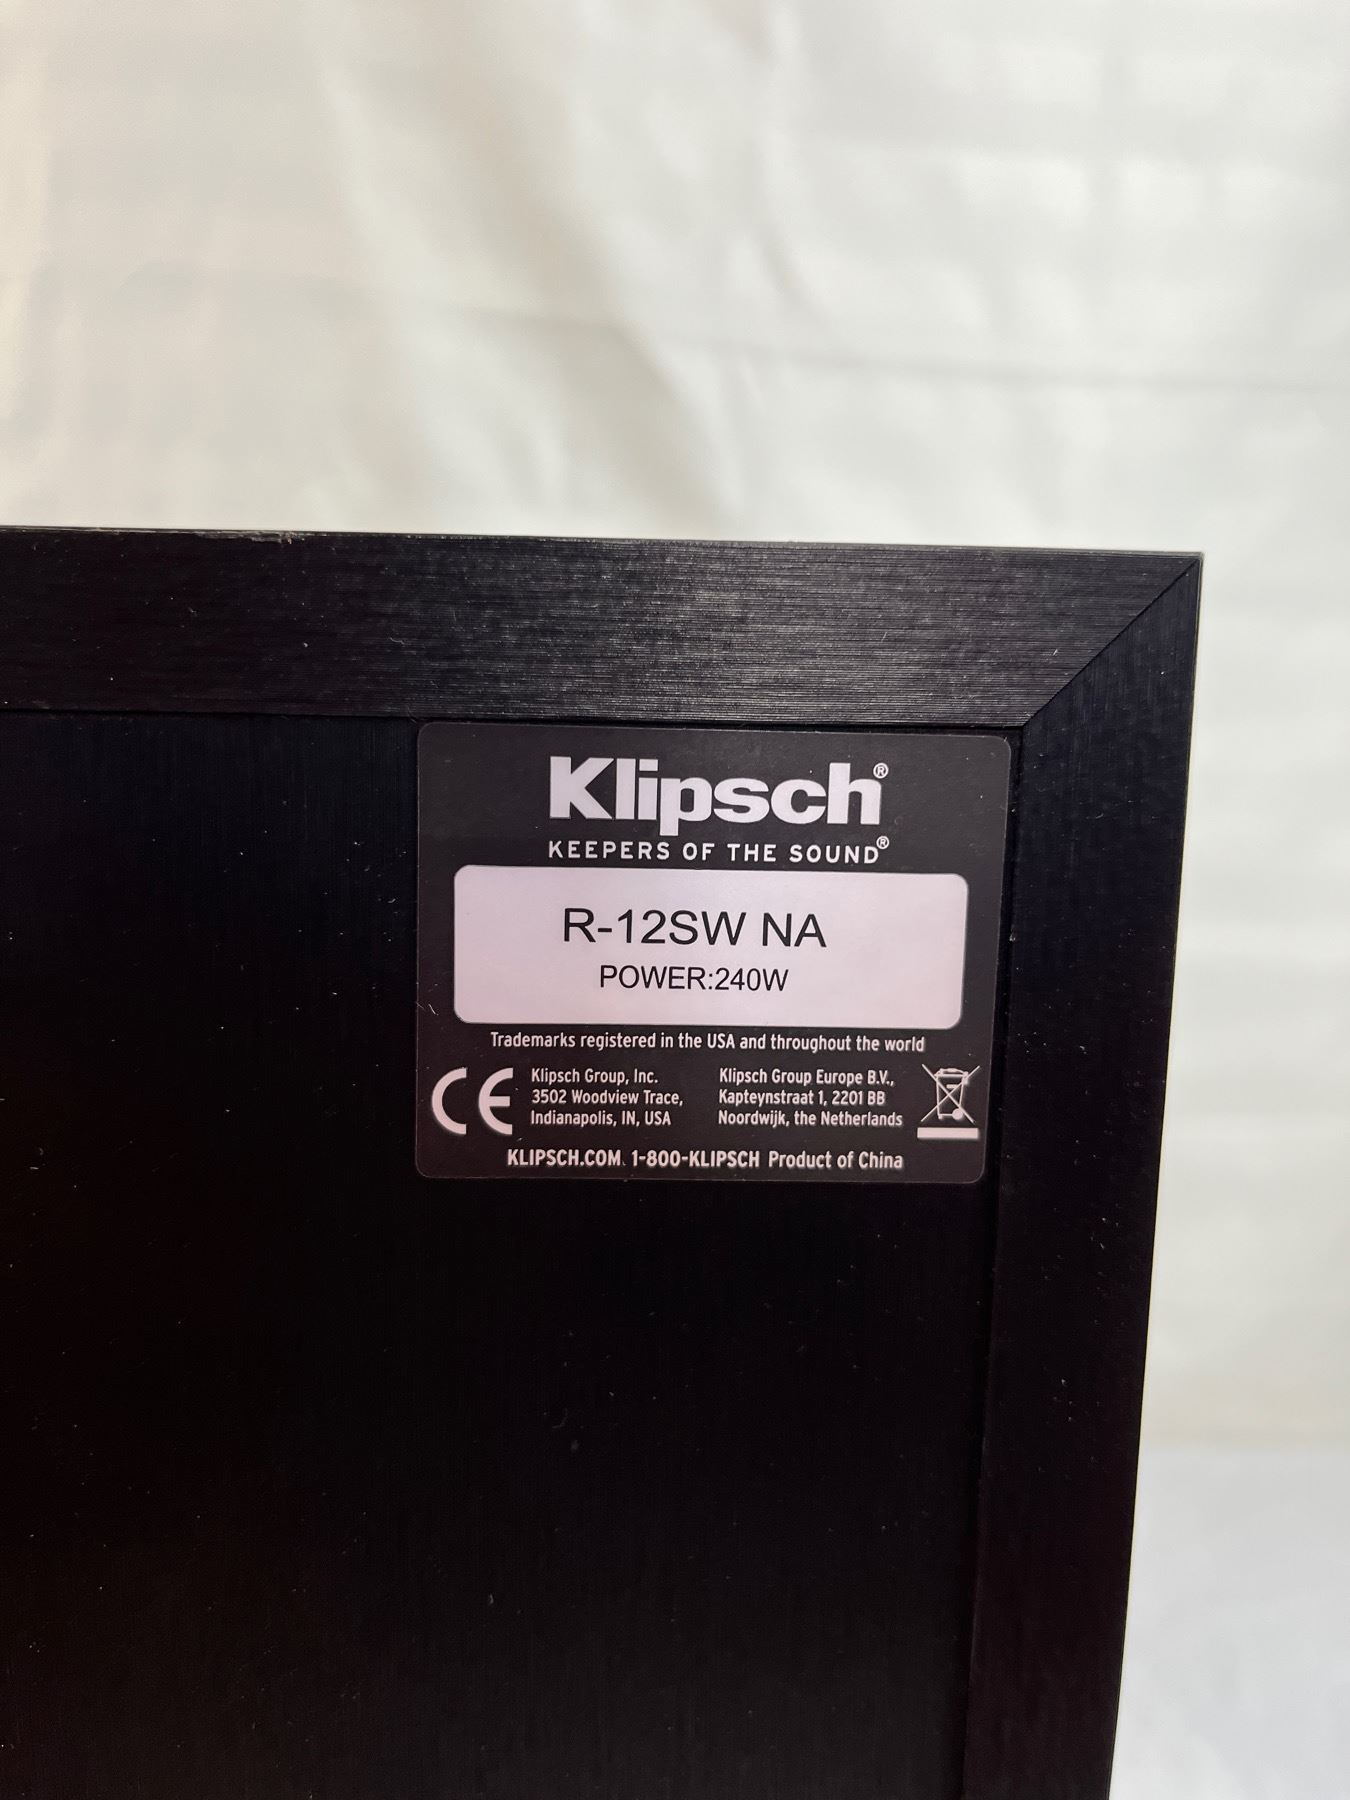 Klipsch®
KEEPERS OF THE SOUND®
R-12SW NA
POWER:240W
Trademarks registered in the USA and throughout the world
CE
Klipsch Group, Inc.
3502 Woodview Trace,
Indianapolis, IN, USA
Klipsch Group Europe B.V.,
Kapteynstraat 1, 2201 BB
Noordwijk, the Netherlands
KLIPSCH.COM 1-800-KLIPSCH Product of China